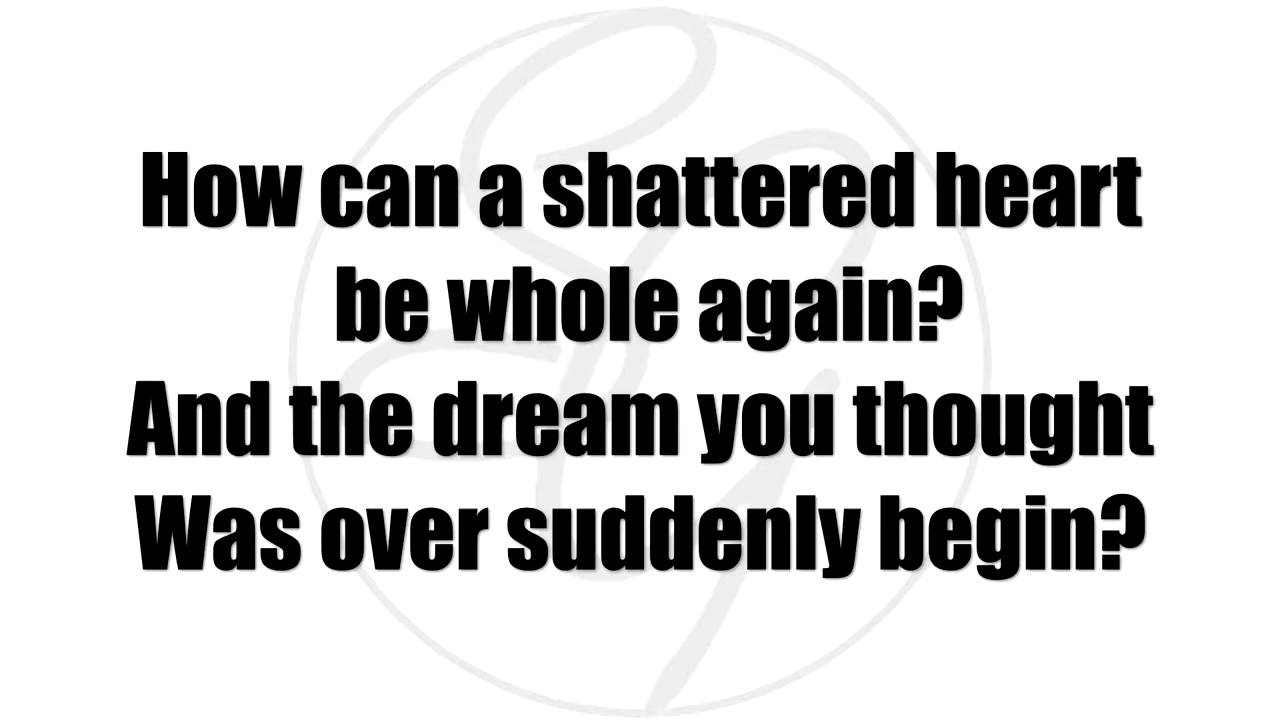 How can a shattered heart
be whole again?
And the dream you thought
Was over suddenly begin?